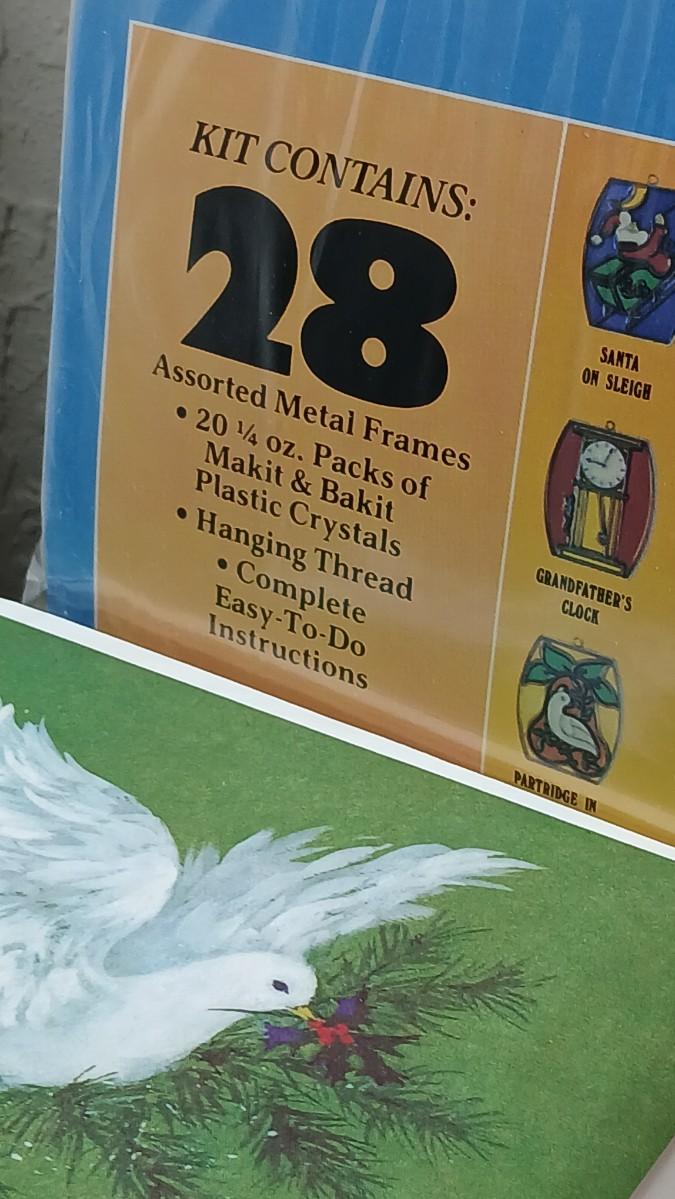 KIT CONTAINS:
28
Assorted Metal Frames
• 20 ¼ oz. Packs of
Makit & Bakit
Plastic Crystals
• Hanging Thread
• Complete
Easy-To-Do
Instructions
SANTA
ON SLEIGH
GRANDFATHER'S
CLOCK
PARTRIDGE IN